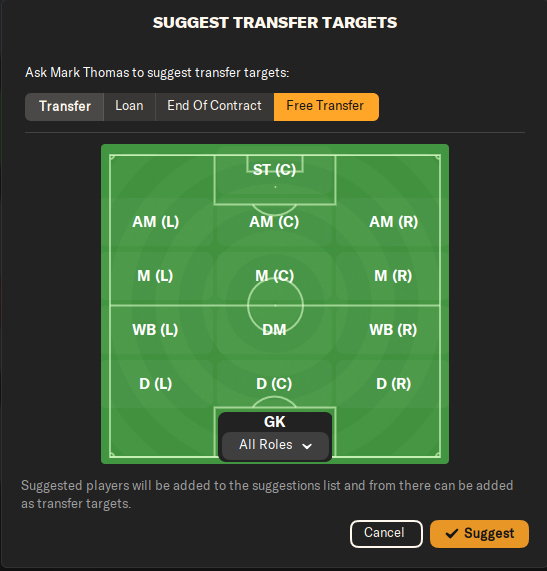 SUGGEST TRANSFER TARGETS
Ask Mark Thomas to suggest transfer targets:
Transfer Loan End Of Contract Free Transfer
ST (C)
AM (L) AM (C) AM (R)
M (L) M (C) M (R)
WB (L) DM WB (R)
D (L) D (C) D (R)
GK
All Roles
Suggested players will be added to the suggestions list and from there can be added
as transfer targets.
Cancel Suggest